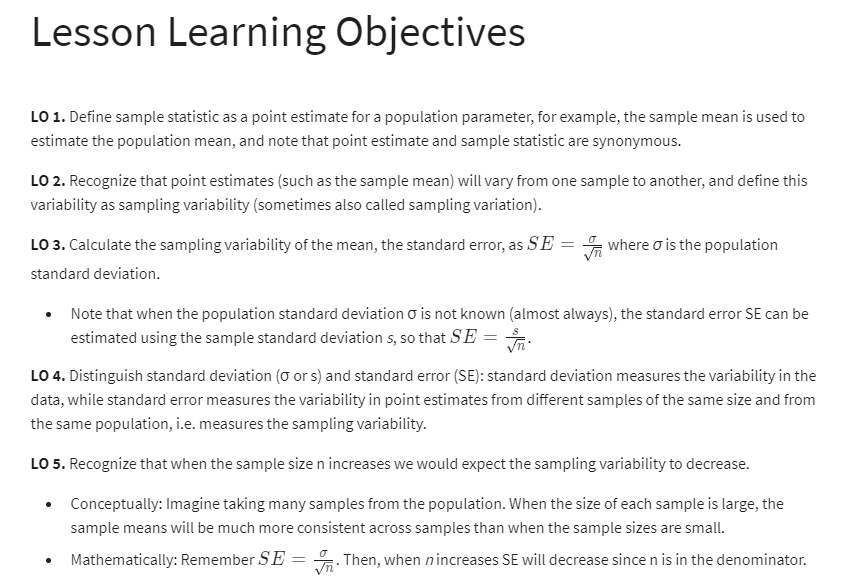 Lesson Learning Objectives
LO 1. Define sample statistic as a point estimate for a population parameter, for example, the sample mean is used to
estimate the population mean, and note that point estimate and sample statistic are synonymous.
LO 2. Recognize that point estimates (such as the sample mean) will vary from one sample to another, and define this
variability as sampling variability (sometimes also called sampling variation).
LO 3. Calculate the sampling variability of the mean, the standard error, as SE = σ/√n where σ is the population
standard deviation.
• Note that when the population standard deviation σ is not known (almost always), the standard error SE can be
estimated using the sample standard deviation s, so that SE = s/√n.
LO 4. Distinguish standard deviation (σ or s) and standard error (SE): standard deviation measures the variability in the
data, while standard error measures the variability in point estimates from different samples of the same size and from
the same population, i.e. measures the sampling variability.
LO 5. Recognize that when the sample size n increases we would expect the sampling variability to decrease.
• Conceptually: Imagine taking many samples from the population. When the size of each sample is large, the
sample means will be much more consistent across samples than when the sample sizes are small.
• Mathematically: Remember SE = σ/√n. Then, when n increases SE will decrease since n is in the denominator.